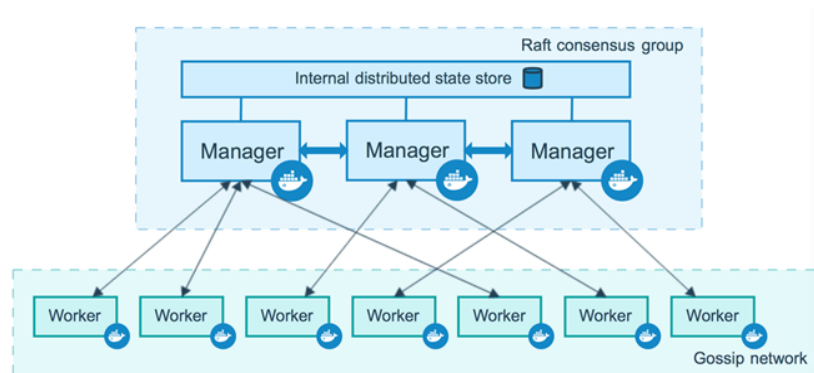 Raft consensus group
Internal distributed state store
Manager
Manager
Manager
Worker
Worker
Worker
Worker
Worker
Worker
Worker
Gossip network